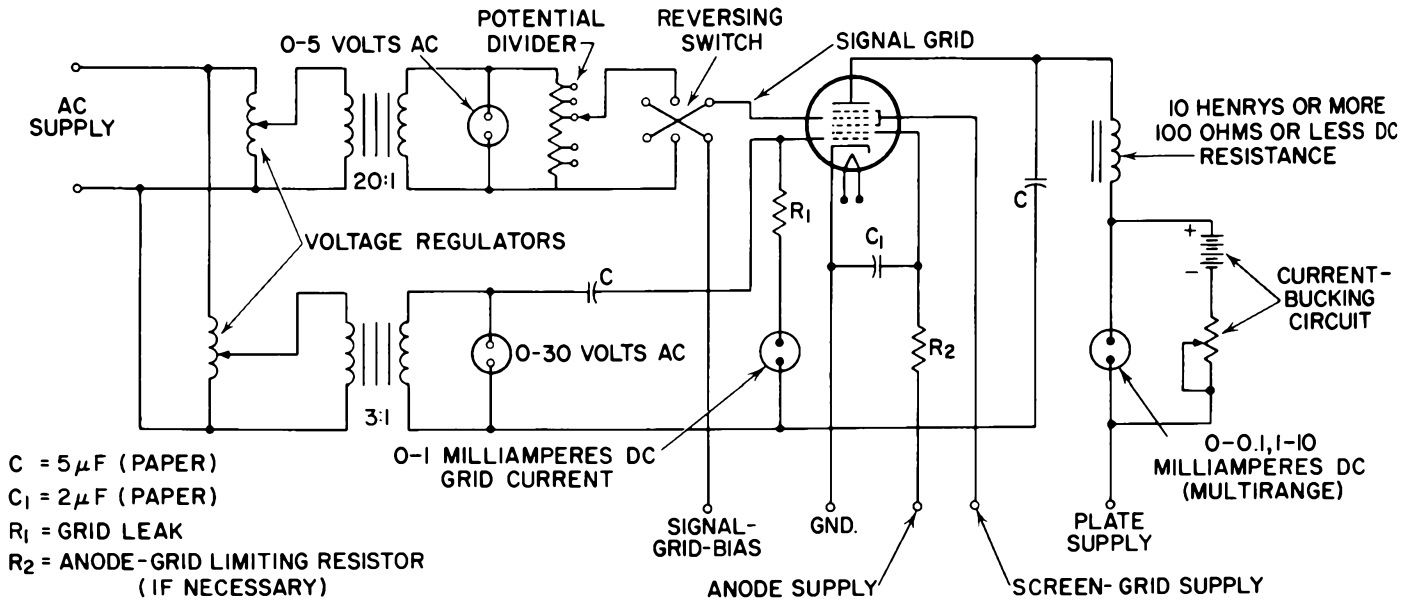 POTENTIAL
DIVIDER
REVERSING
SWITCH
0-5 VOLTS AC
SIGNAL GRID
AC
SUPPLY
10 HENRYS OR MORE
100 OHMS OR LESS DC
RESISTANCE
20:1
R1
C
VOLTAGE REGULATORS
C1
C
+
−
CURRENT-
BUCKING
CIRCUIT
0-30 VOLTS AC
R2
3:1
0-1 MILLIAMPERES DC
GRID CURRENT
0-0.1, 1-10
MILLIAMPERES DC
(MULTIRANGE)
C = 5µF (PAPER)
C1 = 2µF (PAPER)
R1 = GRID LEAK
R2 = ANODE-GRID LIMITING RESISTOR
(IF NECESSARY)
SIGNAL-
GRID-BIAS
GND.
PLATE
SUPPLY
ANODE SUPPLY
SCREEN-GRID SUPPLY